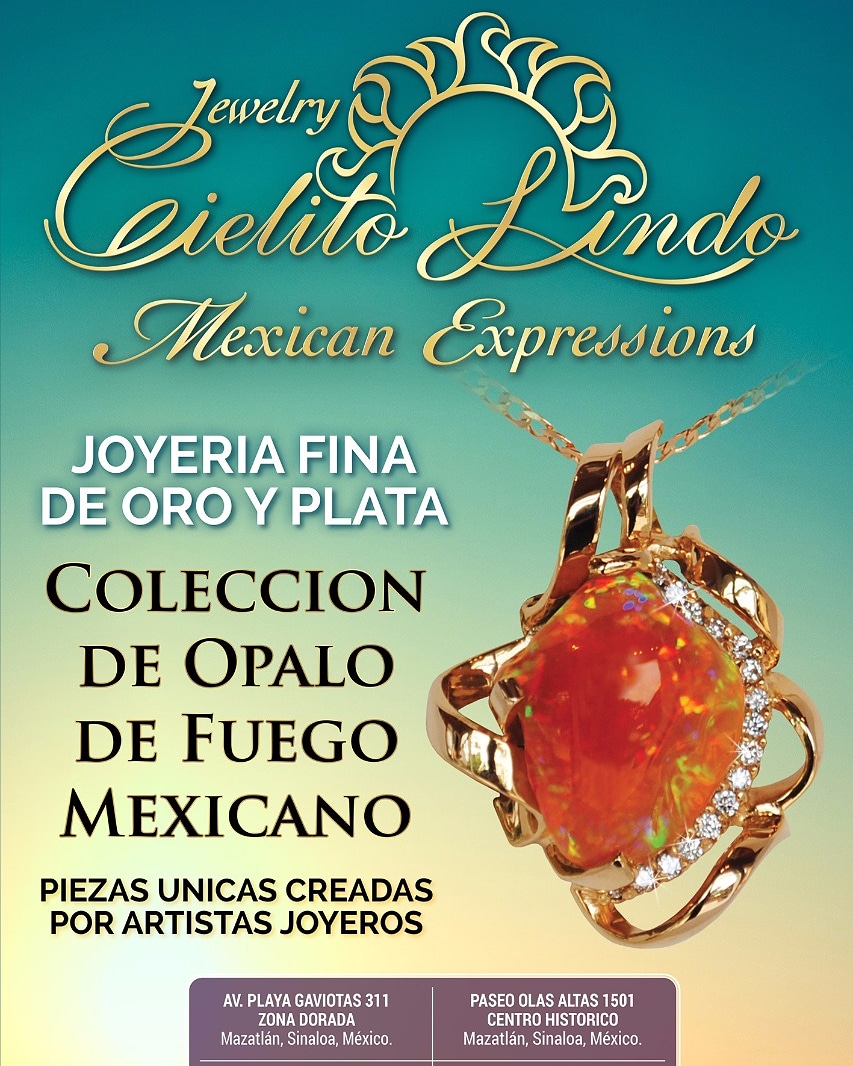 Jewelry
Cielito Lindo
Mexican Expressions
JOYERIA FINA
DE ORO Y PLATA
COLECCION
DE OPALO
DE FUEGO
MEXICANO
PIEZAS UNICAS CREADAS
POR ARTISTAS JOYEROS
AV. PLAYA GAVIOTAS 311
ZONA DORADA
Mazatlán, Sinaloa, México.
PASEO OLAS ALTAS 1501
CENTRO HISTORICO
Mazatlán, Sinaloa, México.